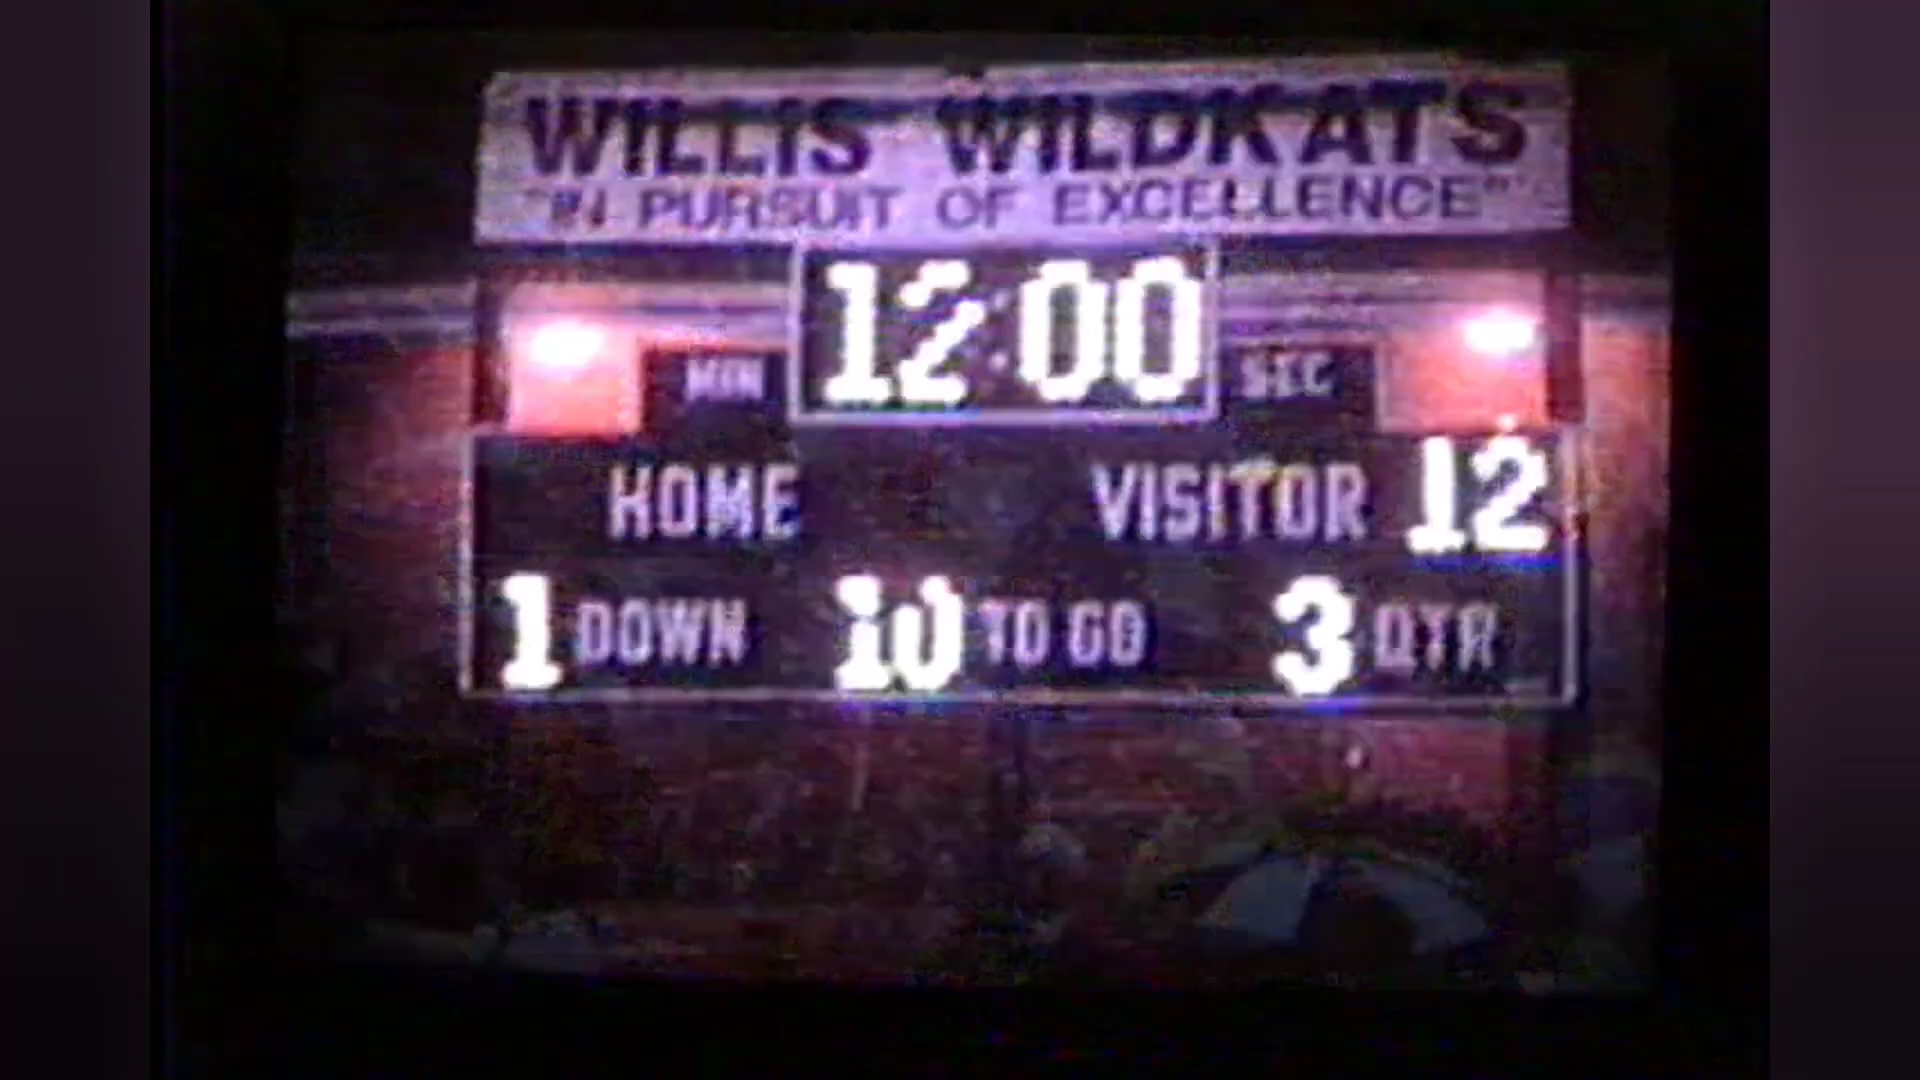 WILLIS WILDKATS
"IN PURSUIT OF EXCELLENCE"
MIN 12:00 SEC
HOME VISITOR 12
1 DOWN 10 TO GO 3 QTR